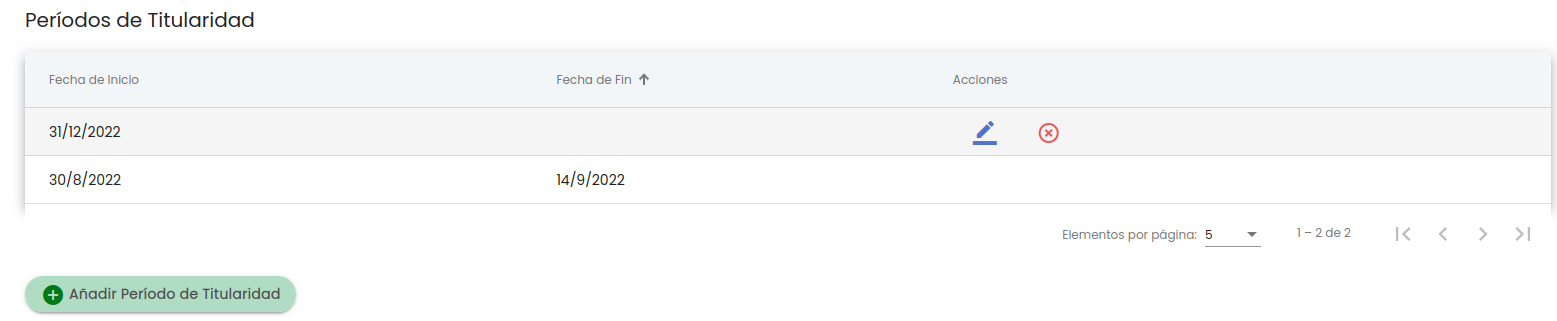 Períodos de Titularidad
Fecha de Inicio Fecha de Fin Acciones
31/12/2022
30/8/2022 14/9/2022
Elementos por página: 5 1 – 2 de 2
Añadir Período de Titularidad